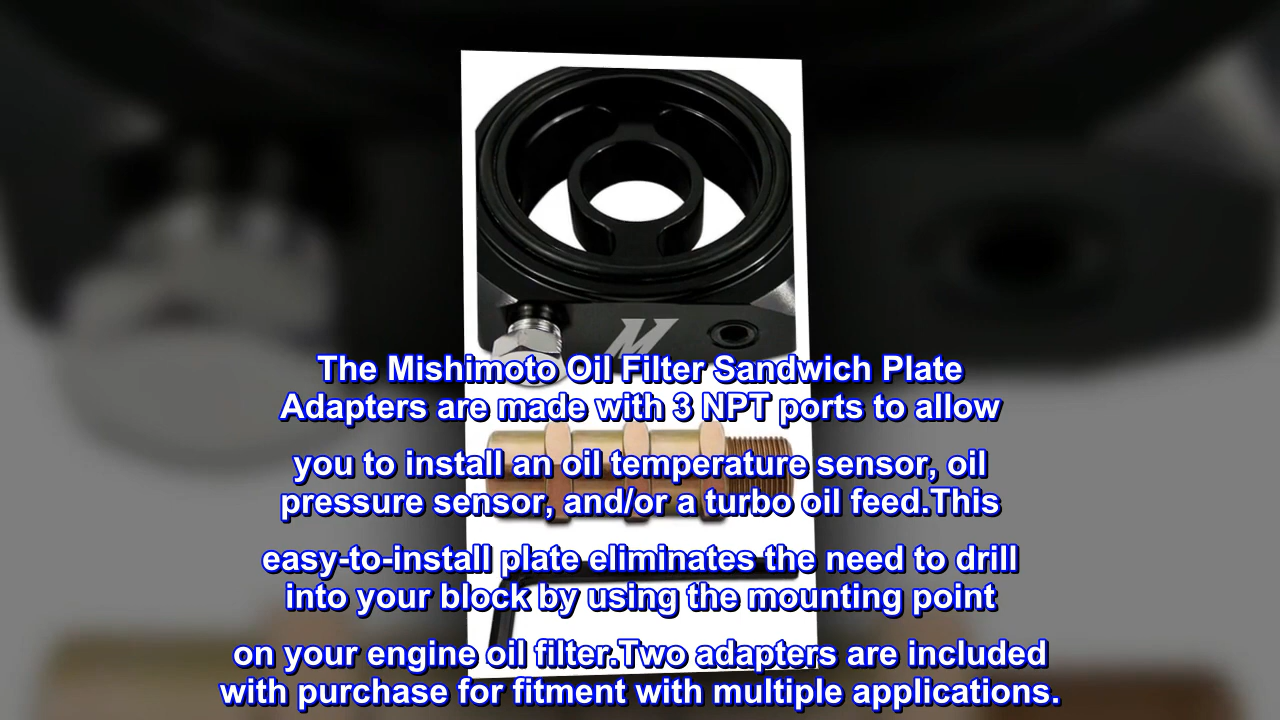 The Mishimoto Oil Filter Sandwich Plate
Adapters are made with 3 NPT ports to allow
you to install an oil temperature sensor, oil
pressure sensor, and/or a turbo oil feed.This
easy-to-install plate eliminates the need to drill
into your block by using the mounting point
on your engine oil filter.Two adapters are included
with purchase for fitment with multiple applications.